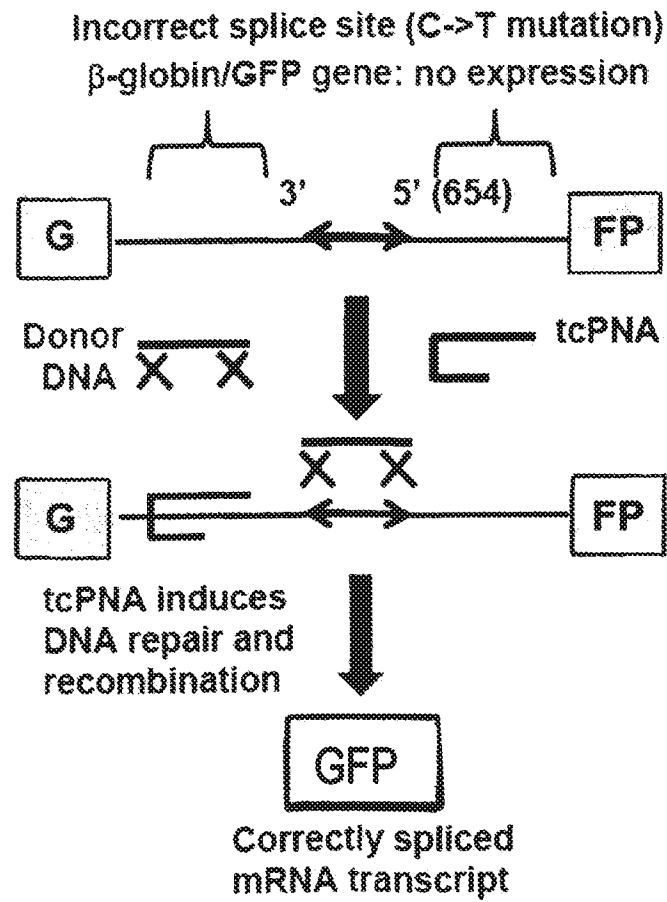 Incorrect splice site (C->T mutation)
β-globin/GFP gene: no expression
3' 5' (654)
G FP
Donor
DNA
tcPNA
G FP
tcPNA induces
DNA repair and
recombination
GFP
Correctly spliced
mRNA transcript